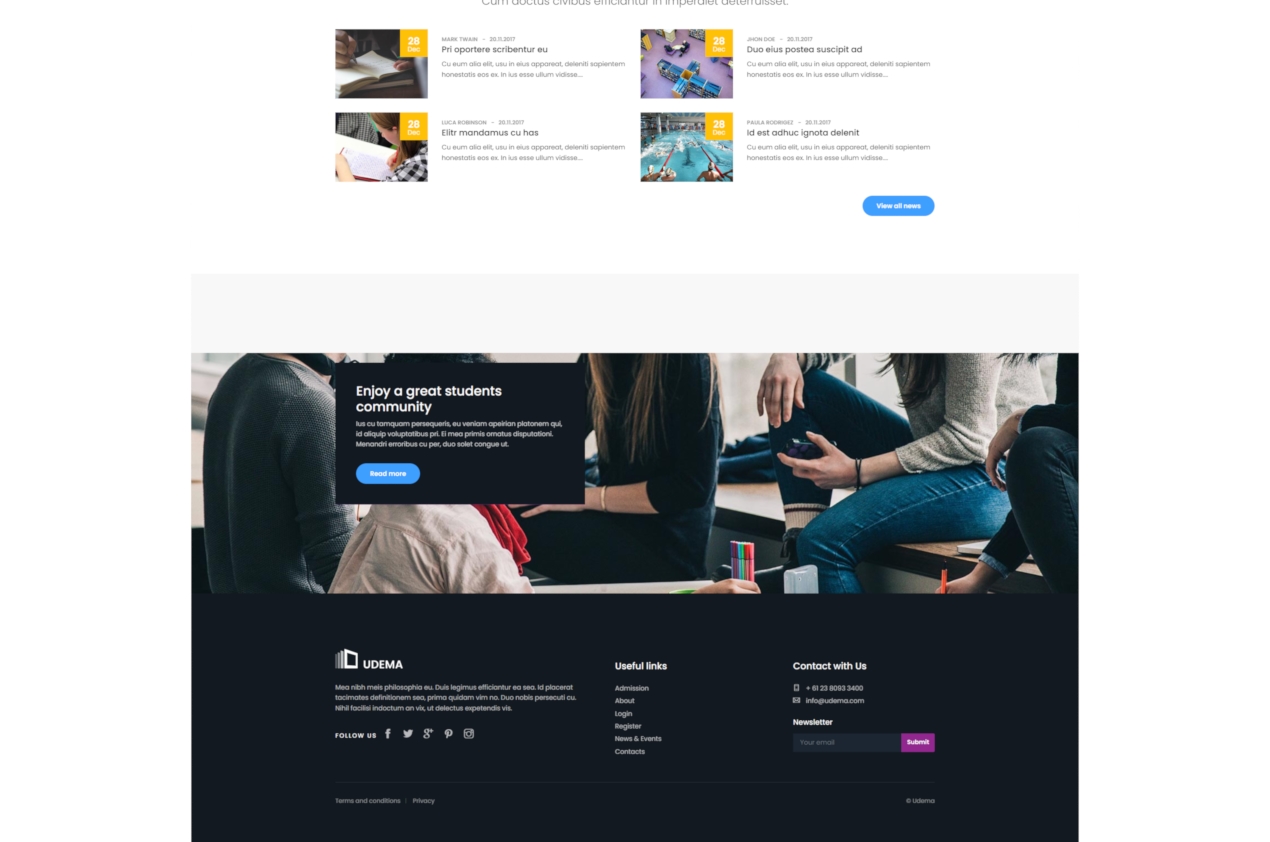 Cum doctus civibus efficiantur in imperdiet deterruisset.
28
Dec
MARK TWAIN - 20.11.2017
Pri oportere scribentur eu
Cu eum alia elit, usu in eius appareat, deleniti sapientem
honestatis eos ex. In ius esse ullum vidisse....
28
Dec
JHON DOE - 20.11.2017
Duo eius postea suscipit ad
Cu eum alia elit, usu in eius appareat, deleniti sapientem
honestatis eos ex. In ius esse ullum vidisse....
28
Dec
LUCA ROBINSON - 20.11.2017
Elitr mandamus cu has
Cu eum alia elit, usu in eius appareat, deleniti sapientem
honestatis eos ex. In ius esse ullum vidisse....
28
Dec
PAULA RODRIGEZ - 20.11.2017
Id est adhuc ignota delenit
Cu eum alia elit, usu in eius appareat, deleniti sapientem
honestatis eos ex. In ius esse ullum vidisse....
View all news
Enjoy a great students
community
Ius cu tamquam persequeris, eu veniam apeirian platonem qui,
id aliquip voluptatibus pri. Ei mea primis ornatus disputationi.
Menandri erroribus cu per, duo solet congue ut.
Read more
UDEMA
Mea nibh meis philosophia eu. Duis legimus efficiantur ea sea. Id placerat
tacimates definitionem sea, prima quidam vim no. Duo nobis persecuti cu.
Nihil facilisi indoctum an vis, ut delectus expetendis vis.
FOLLOW US
Useful links
Admission
About
Login
Register
News & Events
Contacts
Contact with Us
+ 61 23 8093 3400
info@udema.com
Newsletter
Your email
Submit
Terms and conditions | Privacy
© Udema